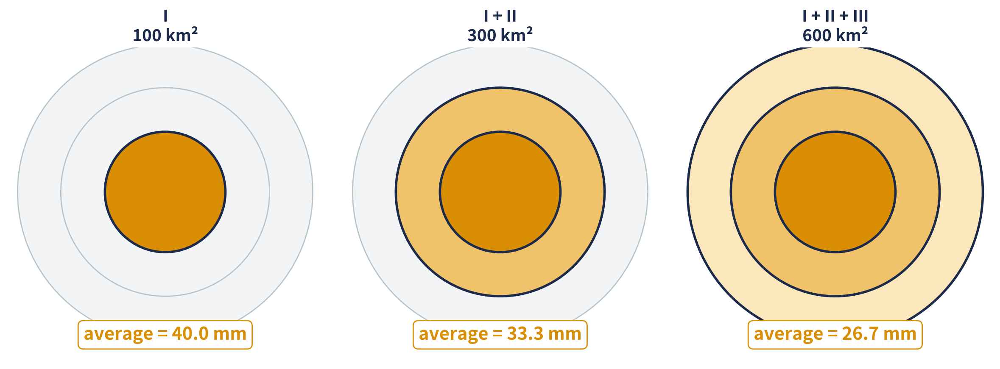 I
100 km²
average = 40.0 mm
I + II
300 km²
average = 33.3 mm
I + II + III
600 km²
average = 26.7 mm